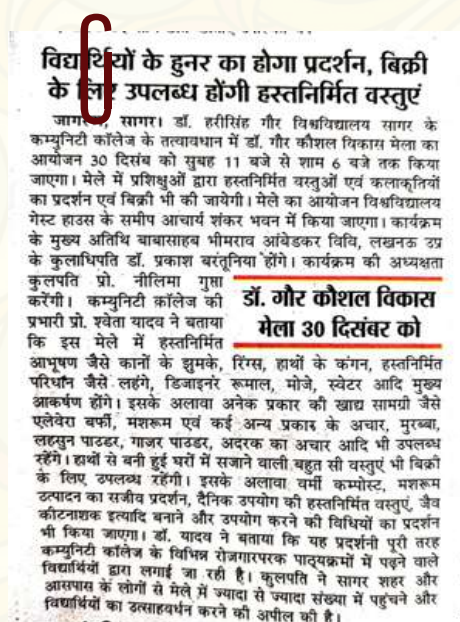 विद्यार्थियों के हुनर का होगा प्रदर्शन, बिक्री
के लिए उपलब्ध होंगी हस्तनिर्मित वस्तुएं
जागरण, सागर। डॉ. हरीसिंह गौर विश्वविद्यालय सागर के
कम्युनिटी कॉलेज के तत्वावधान में डॉ. गौर कौशल विकास मेला का
आयोजन 30 दिसंब को सुबह 11 बजे से शाम 6 बजे तक किया
जाएगा। मेले में प्रशिक्षुओं द्वारा हस्तनिर्मित वस्तुओं एवं कलाकृतियों
का प्रदर्शन एवं बिक्री भी की जायेगी। मेले का आयोजन विश्वविद्यालय
गेस्ट हाउस के समीप आचार्य शंकर भवन में किया जाएगा। कार्यक्रम
के मुख्य अतिथि बाबासाहब भीमराव आंबेडकर विवि, लखनऊ उप्र
के कुलाधिपति डॉ. प्रकाश बरतूनिया होंगे। कार्यक्रम की अध्यक्षता
कुलपति प्रो. नीलिमा गुप्ता
करेंगी। कम्युनिटी कॉलेज की
प्रभारी प्रो. श्वेता यादव ने बताया
कि इस मेले में हस्तनिर्मित
डॉ. गौर कौशल विकास
मेला 30 दिसंबर को
आभूषण जैसे कानों के झुमके, रिंग्स, हाथों के कंगन, हस्तनिर्मित
परिधान जैसे लहंगे, डिजाइनर रूमाल, मोजे, स्वेटर आदि मुख्य
आकर्षण होंगे। इसके अलावा अनेक प्रकार की खाद्य सामग्री जैसे
एलेवेरा बर्फी, मशरूम एवं कई अन्य प्रकार के अचार, मुरब्बा,
लहसुन पाउडर, गाजर पाउडर, अदरक का अचार आदि भी उपलब्ध
रहेंगे। हाथों से बनी हुई घरों में सजाने वाली बहुत सी वस्तुएं भी बिक्री
के लिए उपलब्ध रहेंगी। इसके अलावा वर्मी कम्पोस्ट, मशरूम
उत्पादन का सजीव प्रदर्शन, दैनिक उपयोग की हस्तनिर्मित वस्तुएं, जैव
कीटनाशक इत्यादि बनाने और उपयोग करने की विधियों का प्रदर्शन
भी किया जाएगा। डॉ. यादव ने बताया कि यह प्रदर्शनी पूरी तरह
कम्युनिटी कॉलेज के विभिन्न रोजगारपरक पाठ्यक्रमों में पढ़ने वाले
विद्यार्थियों द्वारा लगाई जा रही है। कुलपति ने सागर शहर और
आसपास के लोगों से मेले में ज्यादा से ज्यादा संख्या में पहुंचने और
विद्यार्थियों का उत्साहवर्धन करने की अपील की है।